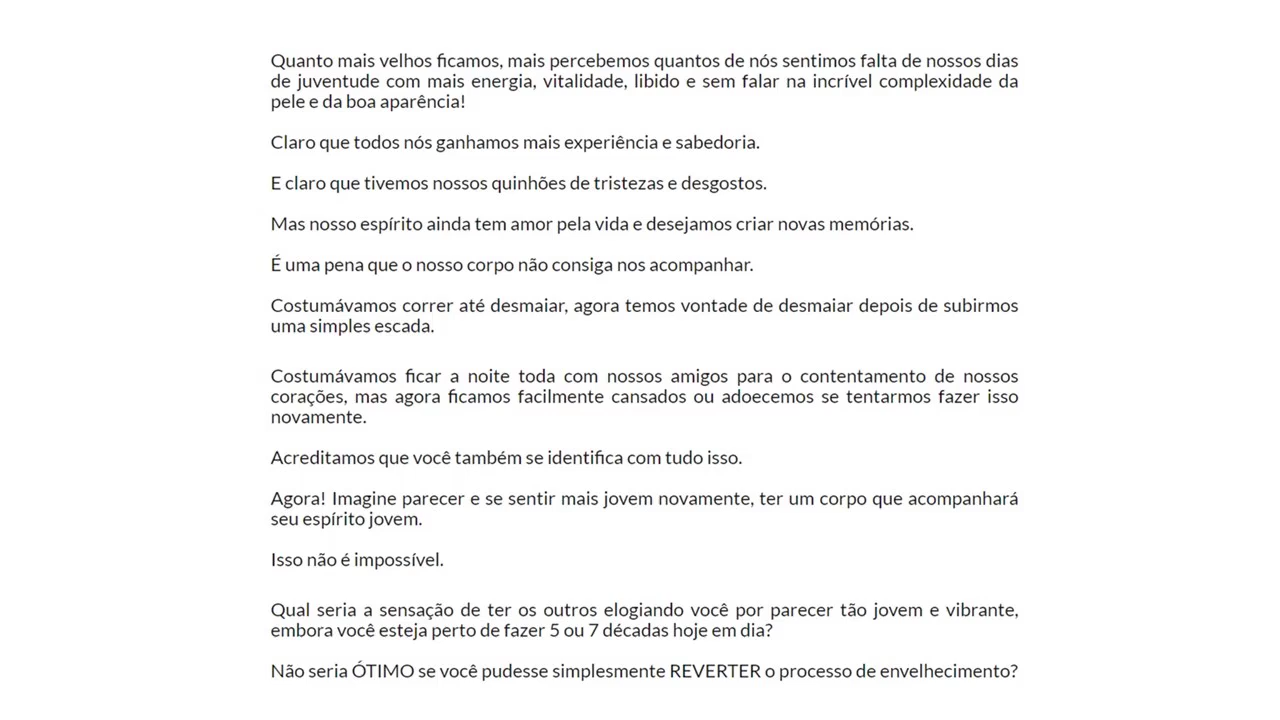 Quanto mais velhos ficamos, mais percebemos quantos de nós sentimos falta de nossos dias
de juventude com mais energia, vitalidade, libido e sem falar na incrível complexidade da
pele e da boa aparência!
Claro que todos nós ganhamos mais experiência e sabedoria.
E claro que tivemos nossos quinhões de tristezas e desgostos.
Mas nosso espírito ainda tem amor pela vida e desejamos criar novas memórias.
É uma pena que o nosso corpo não consiga nos acompanhar.
Costumávamos correr até desmaiar, agora temos vontade de desmaiar depois de subirmos
uma simples escada.
Costumávamos ficar a noite toda com nossos amigos para o contentamento de nossos
corações, mas agora ficamos facilmente cansados ou adoecemos se tentarmos fazer isso
novamente.
Acreditamos que você também se identifica com tudo isso.
Agora! Imagine parecer e se sentir mais jovem novamente, ter um corpo que acompanhará
seu espírito jovem.
Isso não é impossível.
Qual seria a sensação de ter os outros elogiando você por parecer tão jovem e vibrante,
embora você esteja perto de fazer 5 ou 7 décadas hoje em dia?
Não seria ÓTIMO se você pudesse simplesmente REVERTER o processo de envelhecimento?